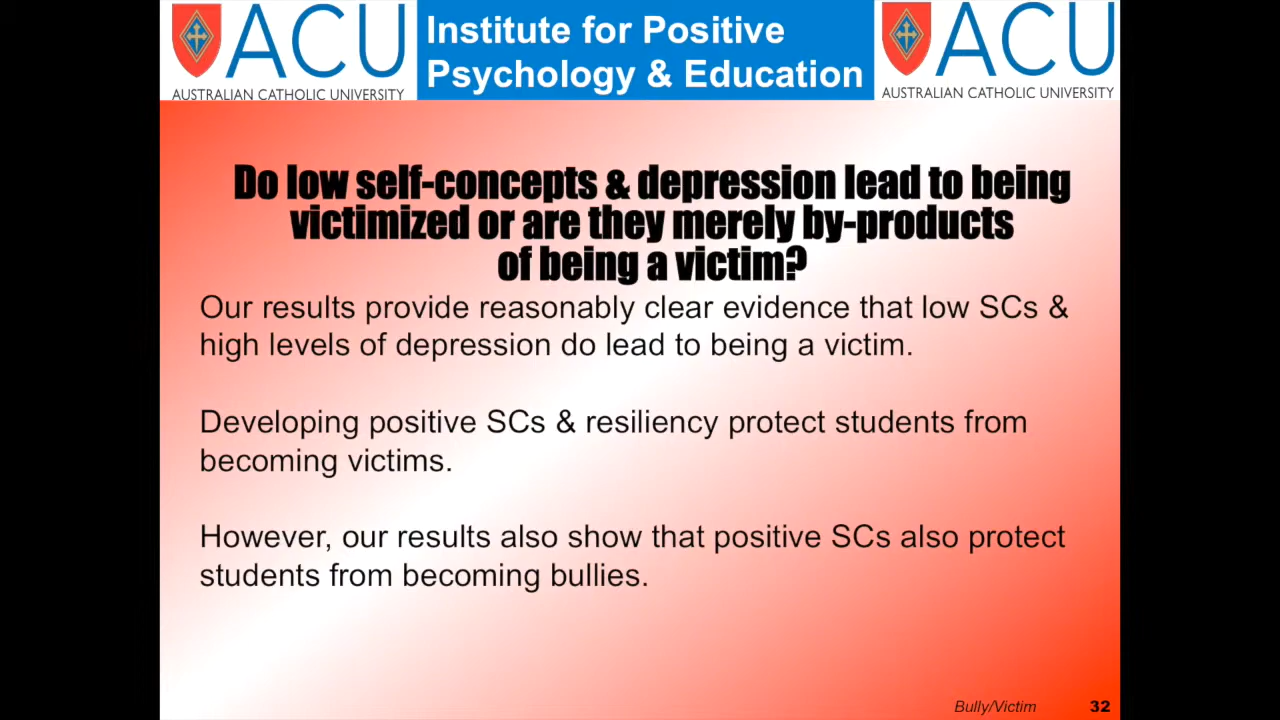 ACU
AUSTRALIAN CATHOLIC UNIVERSITY
Institute for Positive
Psychology & Education
ACU
AUSTRALIAN CATHOLIC UNIVERSITY
Do low self-concepts & depression lead to being
victimized or are they merely by-products
of being a victim?
Our results provide reasonably clear evidence that low SCs &
high levels of depression do lead to being a victim.
Developing positive SCs & resiliency protect students from
becoming victims.
However, our results also show that positive SCs also protect
students from becoming bullies.
Bully/Victim
32